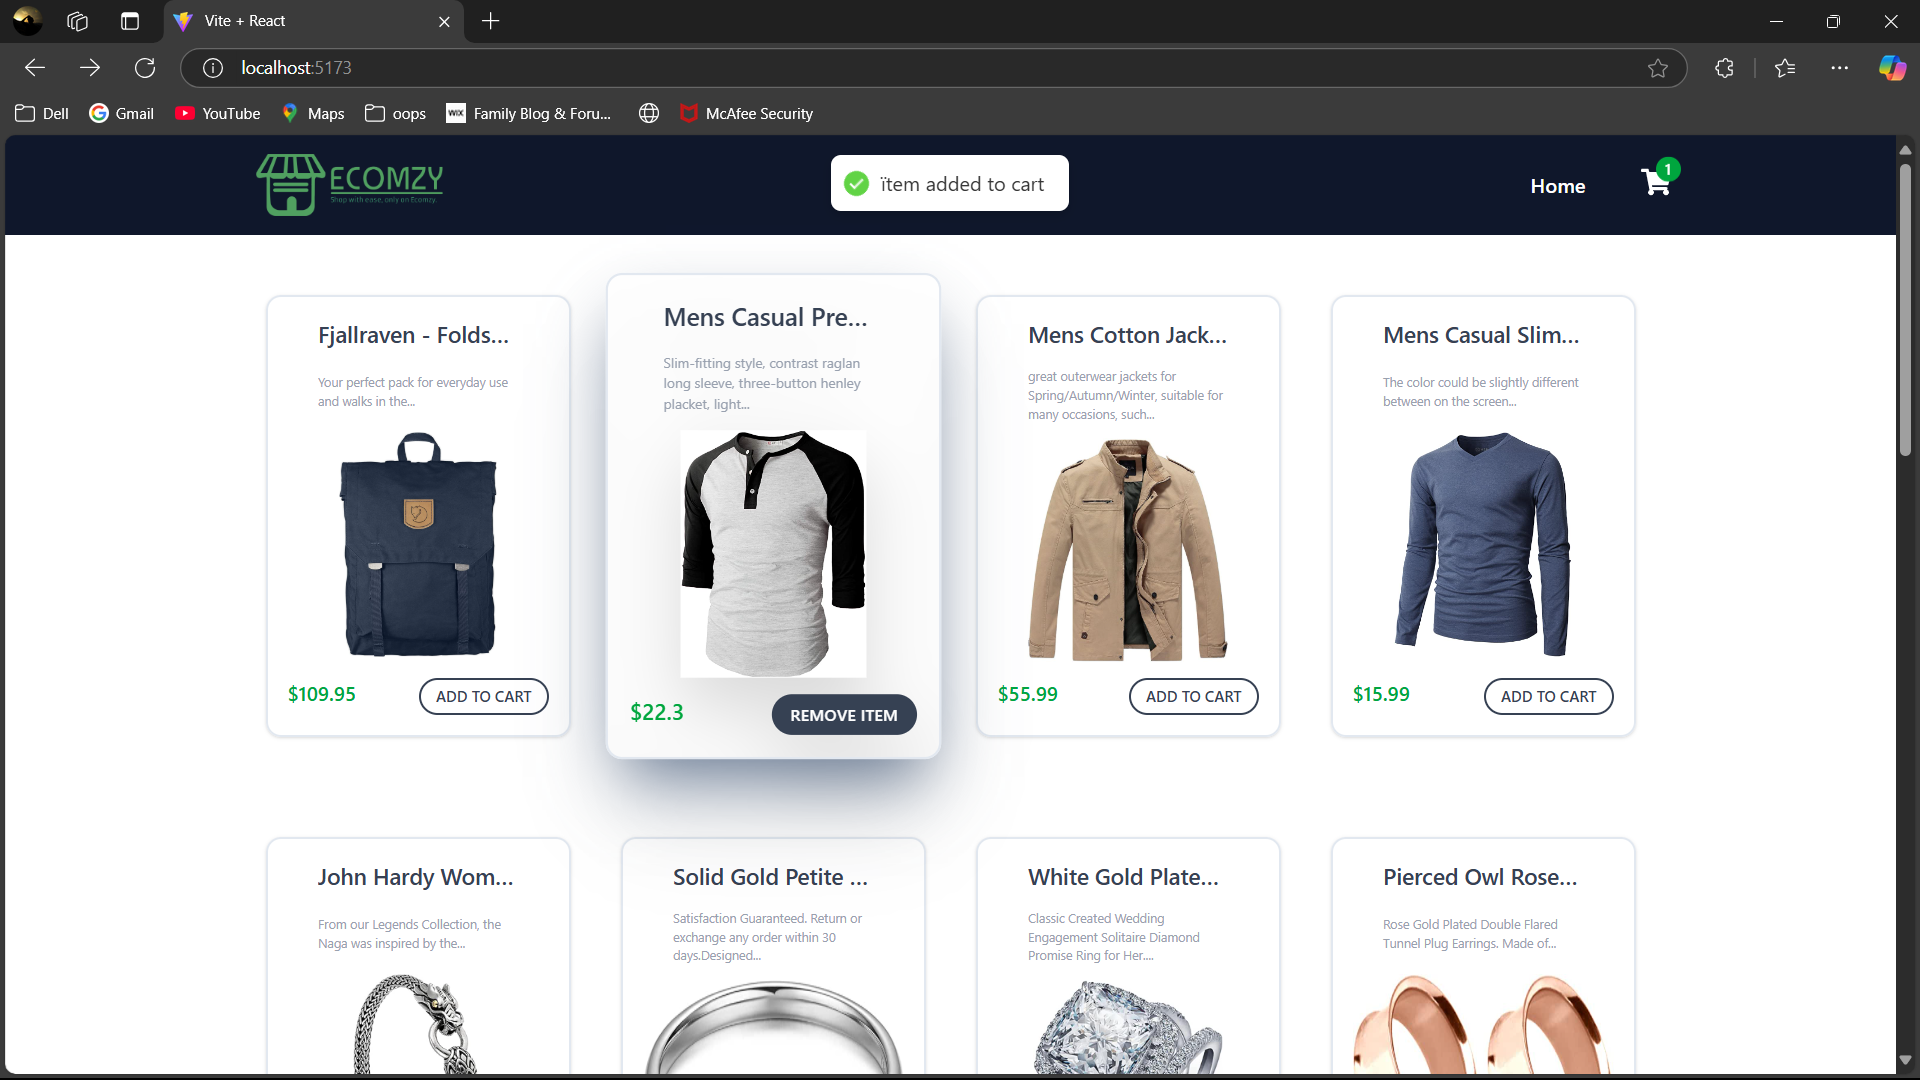 Vite + React
localhost:5173
Dell
Gmail
YouTube
Maps
oops
WIX
Family Blog & Foru...
McAfee Security
ECOMZY
Shop with ease, only on Ecomzy.
ïtem added to cart
Home
1
Fjallraven - Folds...
Your perfect pack for everyday use
and walks in the...
$109.95
ADD TO CART
Mens Casual Pre...
Slim-fitting style, contrast raglan
long sleeve, three-button henley
placket, light...
$22.3
REMOVE ITEM
Mens Cotton Jack...
great outerwear jackets for
Spring/Autumn/Winter, suitable for
many occasions, such...
$55.99
ADD TO CART
Mens Casual Slim...
The color could be slightly different
between on the screen...
$15.99
ADD TO CART
John Hardy Wom...
From our Legends Collection, the
Naga was inspired by the...
Solid Gold Petite ...
Satisfaction Guaranteed. Return or
exchange any order within 30
days.Designed...
White Gold Plate...
Classic Created Wedding
Engagement Solitaire Diamond
Promise Ring for Her....
Pierced Owl Rose...
Rose Gold Plated Double Flared
Tunnel Plug Earrings. Made of...